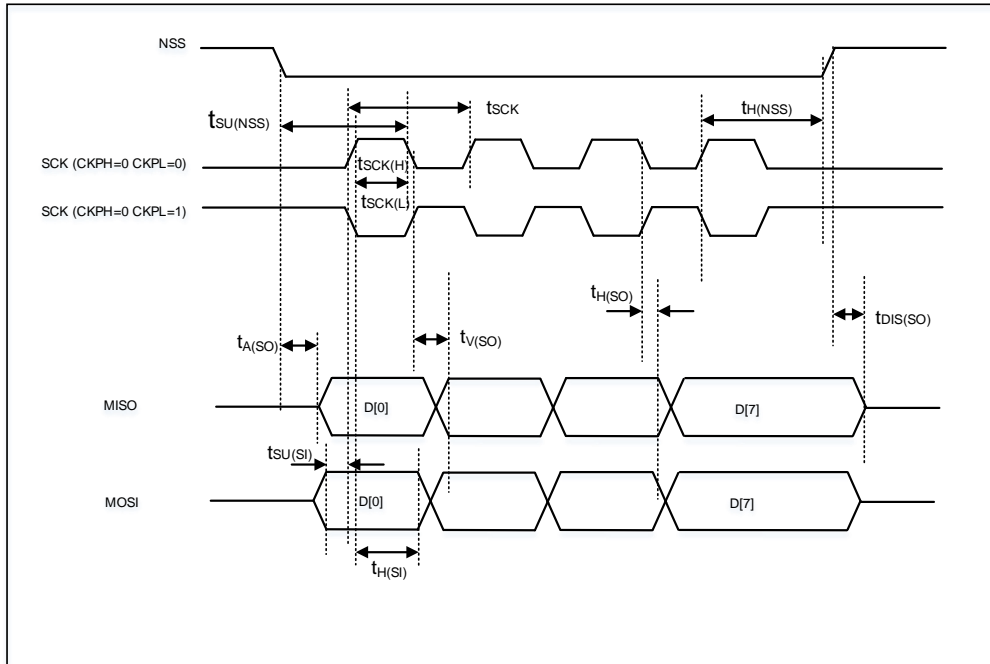 NSS
tSCK
tH(NSS)
tSU(NSS)
SCK (CKPH=0 CKPL=0)
tSCK(H)
tSCK(L)
SCK (CKPH=0 CKPL=1)
tH(SO)
tDIS(SO)
tA(SO)
tV(SO)
MISO
D[0]
D[7]
tSU(SI)
MOSI
D[0]
D[7]
tH(SI)